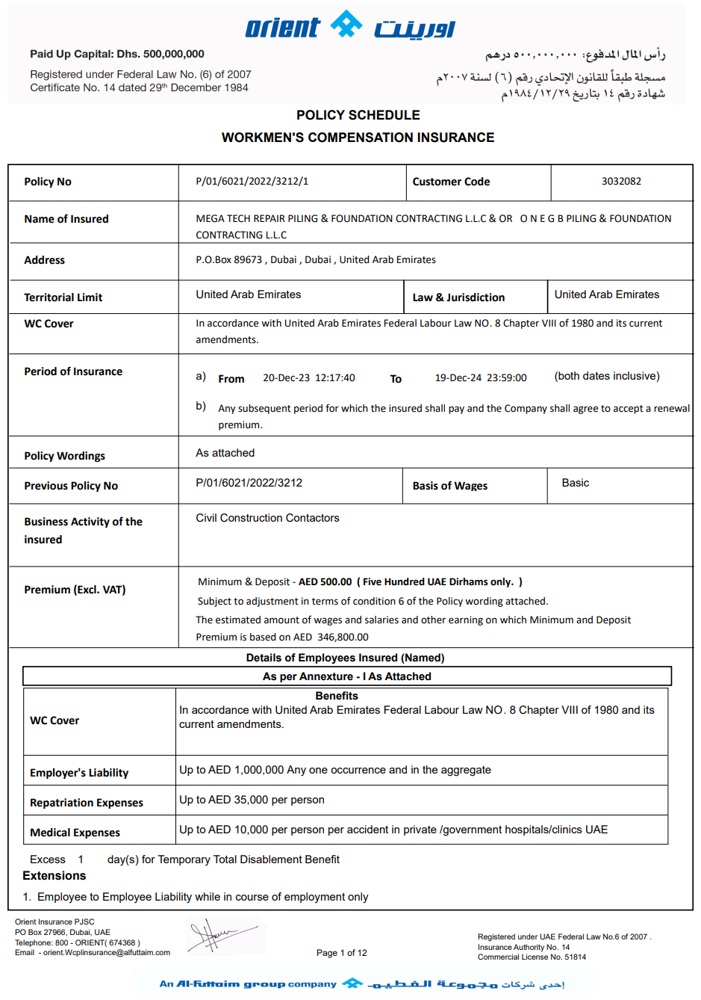 orient اورينت
Paid Up Capital: Dhs. 500,000,000
رأس المال المدفوع: ٥٠٠,٠٠٠,٠٠٠ درهم
Registered under Federal Law No. (6) of 2007
مسجلة طبقاً للقانون الإتحادي رقم (٦) لسنة ٢٠٠٧م
Certificate No. 14 dated 29th December 1984
شهادة رقم ١٤ بتاريخ ١٩٨٤/١٢/٢٩م
POLICY SCHEDULE
WORKMEN'S COMPENSATION INSURANCE
Policy No P/01/6021/2022/3212/1 Customer Code 3032082
Name of Insured MEGA TECH REPAIR PILING & FOUNDATION CONTRACTING L.L.C & OR O N E G B PILING & FOUNDATION
CONTRACTING L.L.C
Address P.O.Box 89673 , Dubai , Dubai , United Arab Emirates
Territorial Limit United Arab Emirates Law & Jurisdiction United Arab Emirates
WC Cover In accordance with United Arab Emirates Federal Labour Law NO. 8 Chapter VIII of 1980 and its current
amendments.
Period of Insurance a) From 20-Dec-23 12:17:40 To 19-Dec-24 23:59:00 (both dates inclusive)
b) Any subsequent period for which the insured shall pay and the Company shall agree to accept a renewal
premium.
Policy Wordings As attached
Previous Policy No P/01/6021/2022/3212 Basis of Wages Basic
Business Activity of the Civil Construction Contactors
insured
Premium (Excl. VAT) Minimum & Deposit - AED 500.00 ( Five Hundred UAE Dirhams only. )
Subject to adjustment in terms of condition 6 of the Policy wording attached.
The estimated amount of wages and salaries and other earning on which Minimum and Deposit
Premium is based on AED 346,800.00
Details of Employees Insured (Named)
As per Annexture - I As Attached
Benefits
WC Cover In accordance with United Arab Emirates Federal Labour Law NO. 8 Chapter VIII of 1980 and its
current amendments.
Employer's Liability Up to AED 1,000,000 Any one occurrence and in the aggregate
Repatriation Expenses Up to AED 35,000 per person
Medical Expenses Up to AED 10,000 per person per accident in private /government hospitals/clinics UAE
Excess 1 day(s) for Temporary Total Disablement Benefit
Extensions
1. Employee to Employee Liability while in course of employment only
Orient Insurance PJSC
PO Box 27966, Dubai, UAE
Telephone: 800 - ORIENT( 674368 )
Email - orient.Wcplinsurance@alfuttaim.com
Page 1 of 12
Registered under UAE Federal Law No.6 of 2007 .
Insurance Authority No. 14
Commercial License No. 51814
An Al-Futtaim group company إحدى شركات مجموعة الفطيم